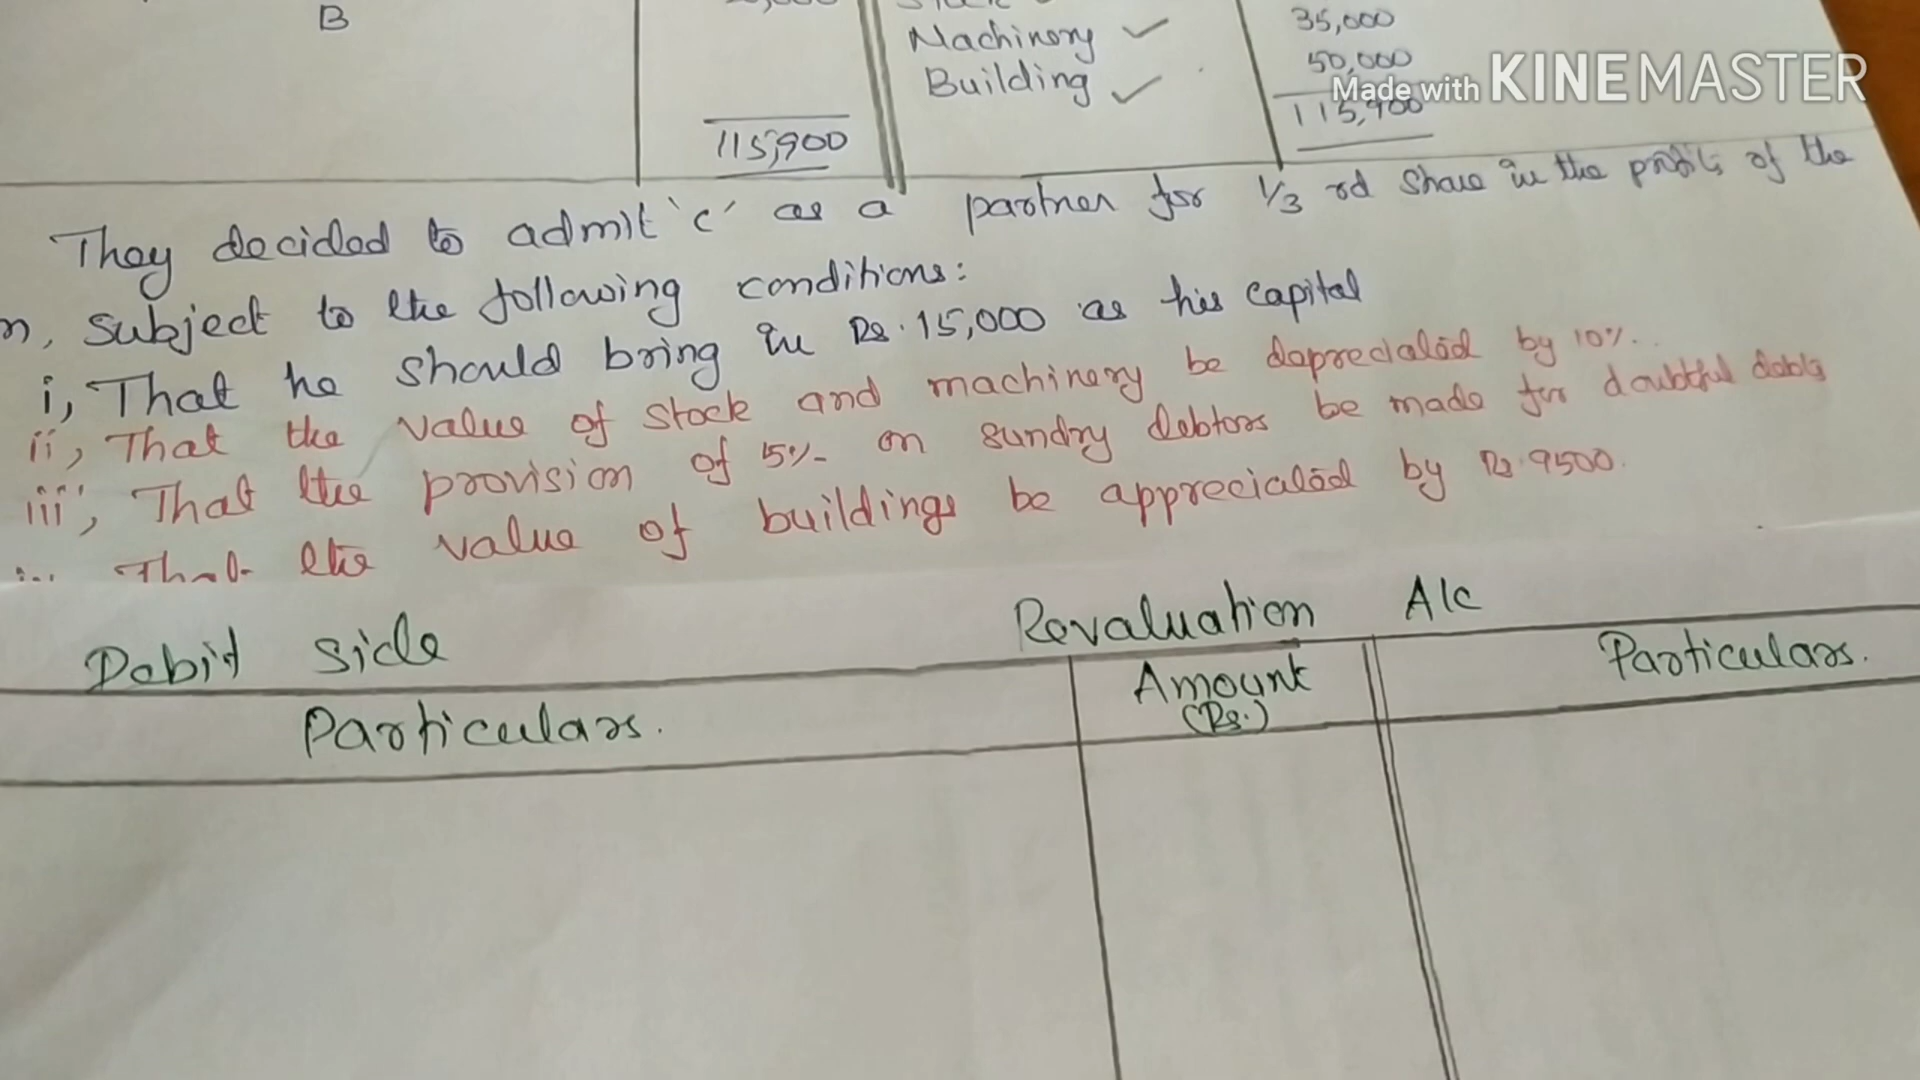 B
Machinery ✓ 35,000
Building ✓ 50,000
Made with KINEMASTER
115,900 115,900
They decided to admit 'c' as a partner for 1/3 rd share in the profits of the
m, subject to the following conditions:
i, That he should bring in Rs. 15,000 as his capital
ii, That the value of stock and machinery be depreciated by 10%.
iii, That the provision of 5% on sundry debtors be made for doubtful debts
That the value of buildings be appreciated by Rs. 9500.
Debit side Revaluation A/c
Particulars. Amount (Rs.) Particulars.